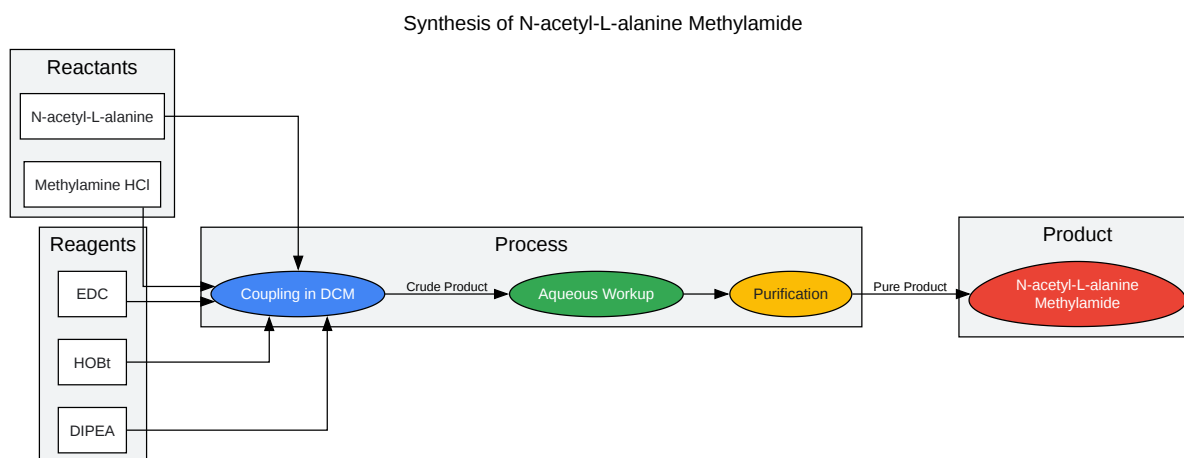 Synthesis of N-acetyl-L-alanine Methylamide
Reactants
N-acetyl-L-alanine
Methylamine HCl
Reagents
EDC
HOBt
DIPEA
Process
Coupling in DCM
Crude Product
Aqueous Workup
Purification
Pure Product
Product
N-acetyl-L-alanine
Methylamide